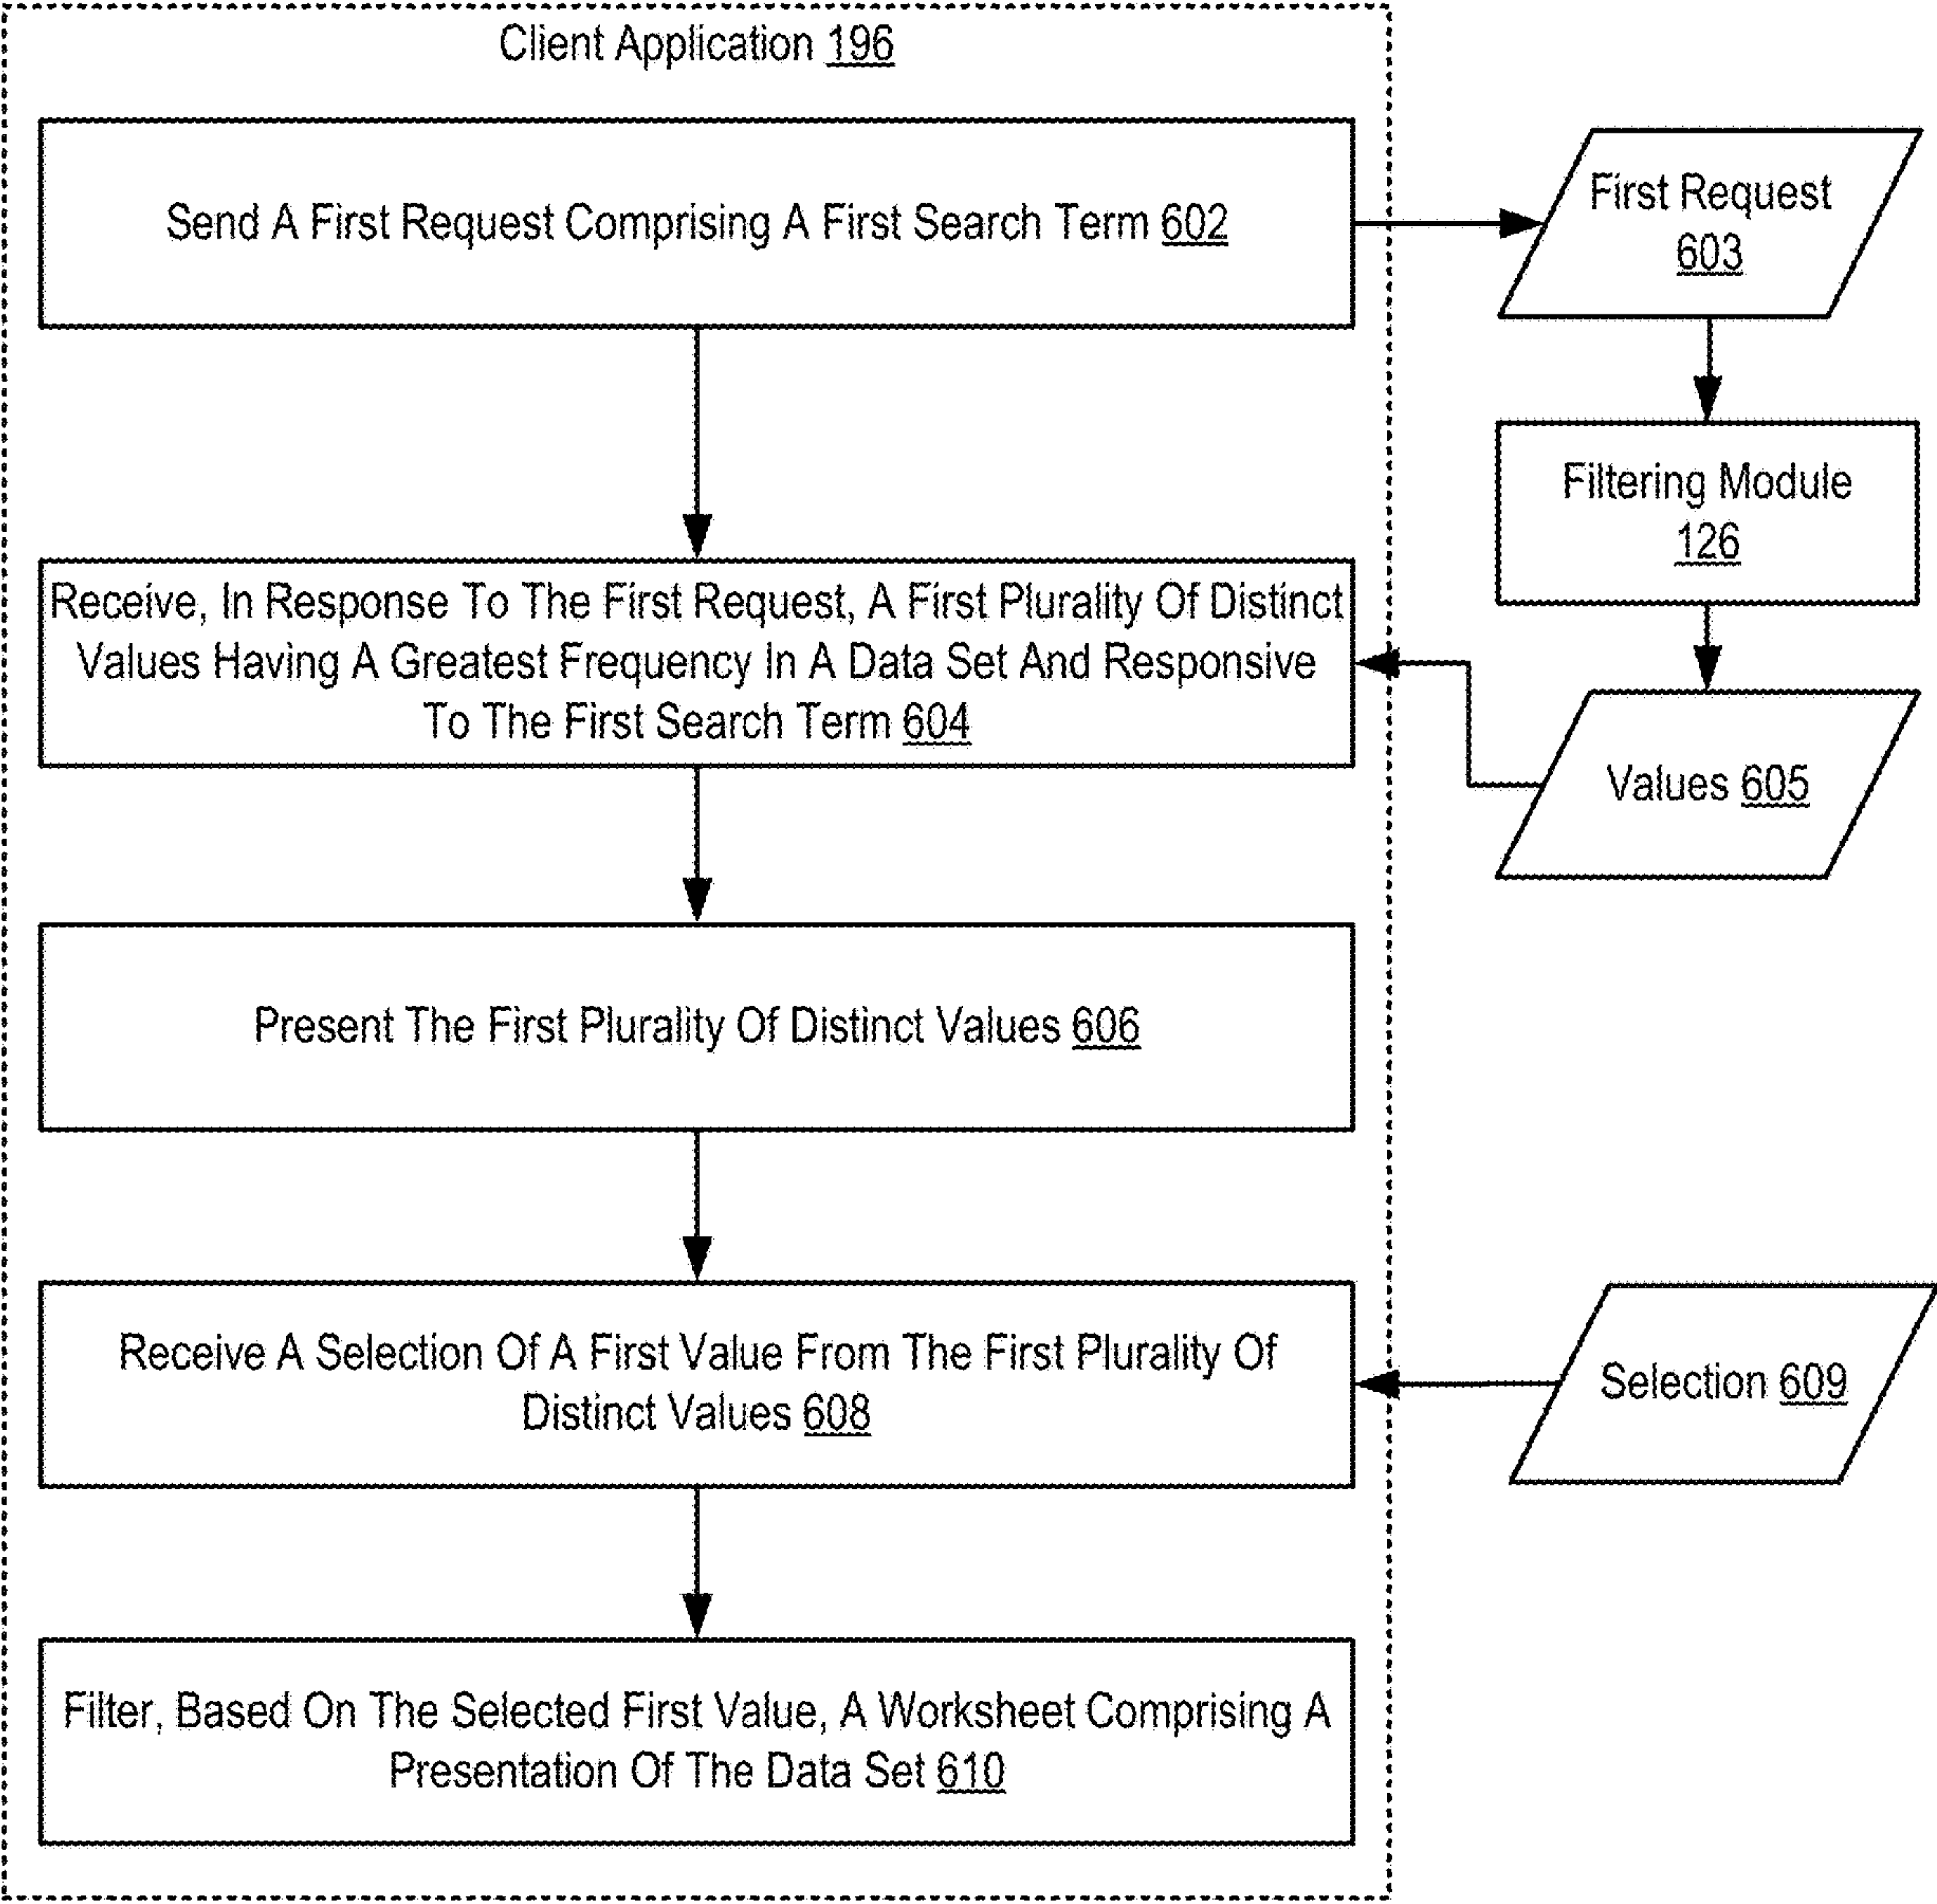 Client Application 196
Send A First Request Comprising A First Search Term 602
First Request
603
Filtering Module
126
Receive, In Response To The First Request, A First Plurality Of Distinct
Values Having A Greatest Frequency In A Data Set And Responsive
To The First Search Term 604
Values 605
Present The First Plurality Of Distinct Values 606
Receive A Selection Of A First Value From The First Plurality Of
Distinct Values 608
Selection 609
Filter, Based On The Selected First Value, A Worksheet Comprising A
Presentation Of The Data Set 610